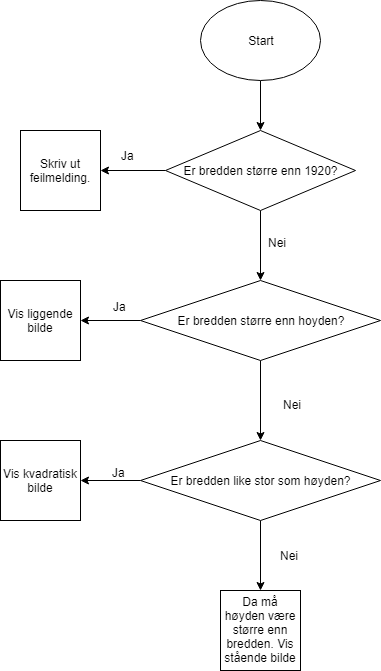 Start
Er bredden større enn 1920?
Ja
Skriv ut
feilmelding.
Nei
Er bredden større enn hoyden?
Ja
Vis liggende
bilde
Nei
Er bredden like stor som høyden?
Ja
Vis kvadratisk
bilde
Nei
Da må
høyden være
større enn
bredden. Vis
stående bilde